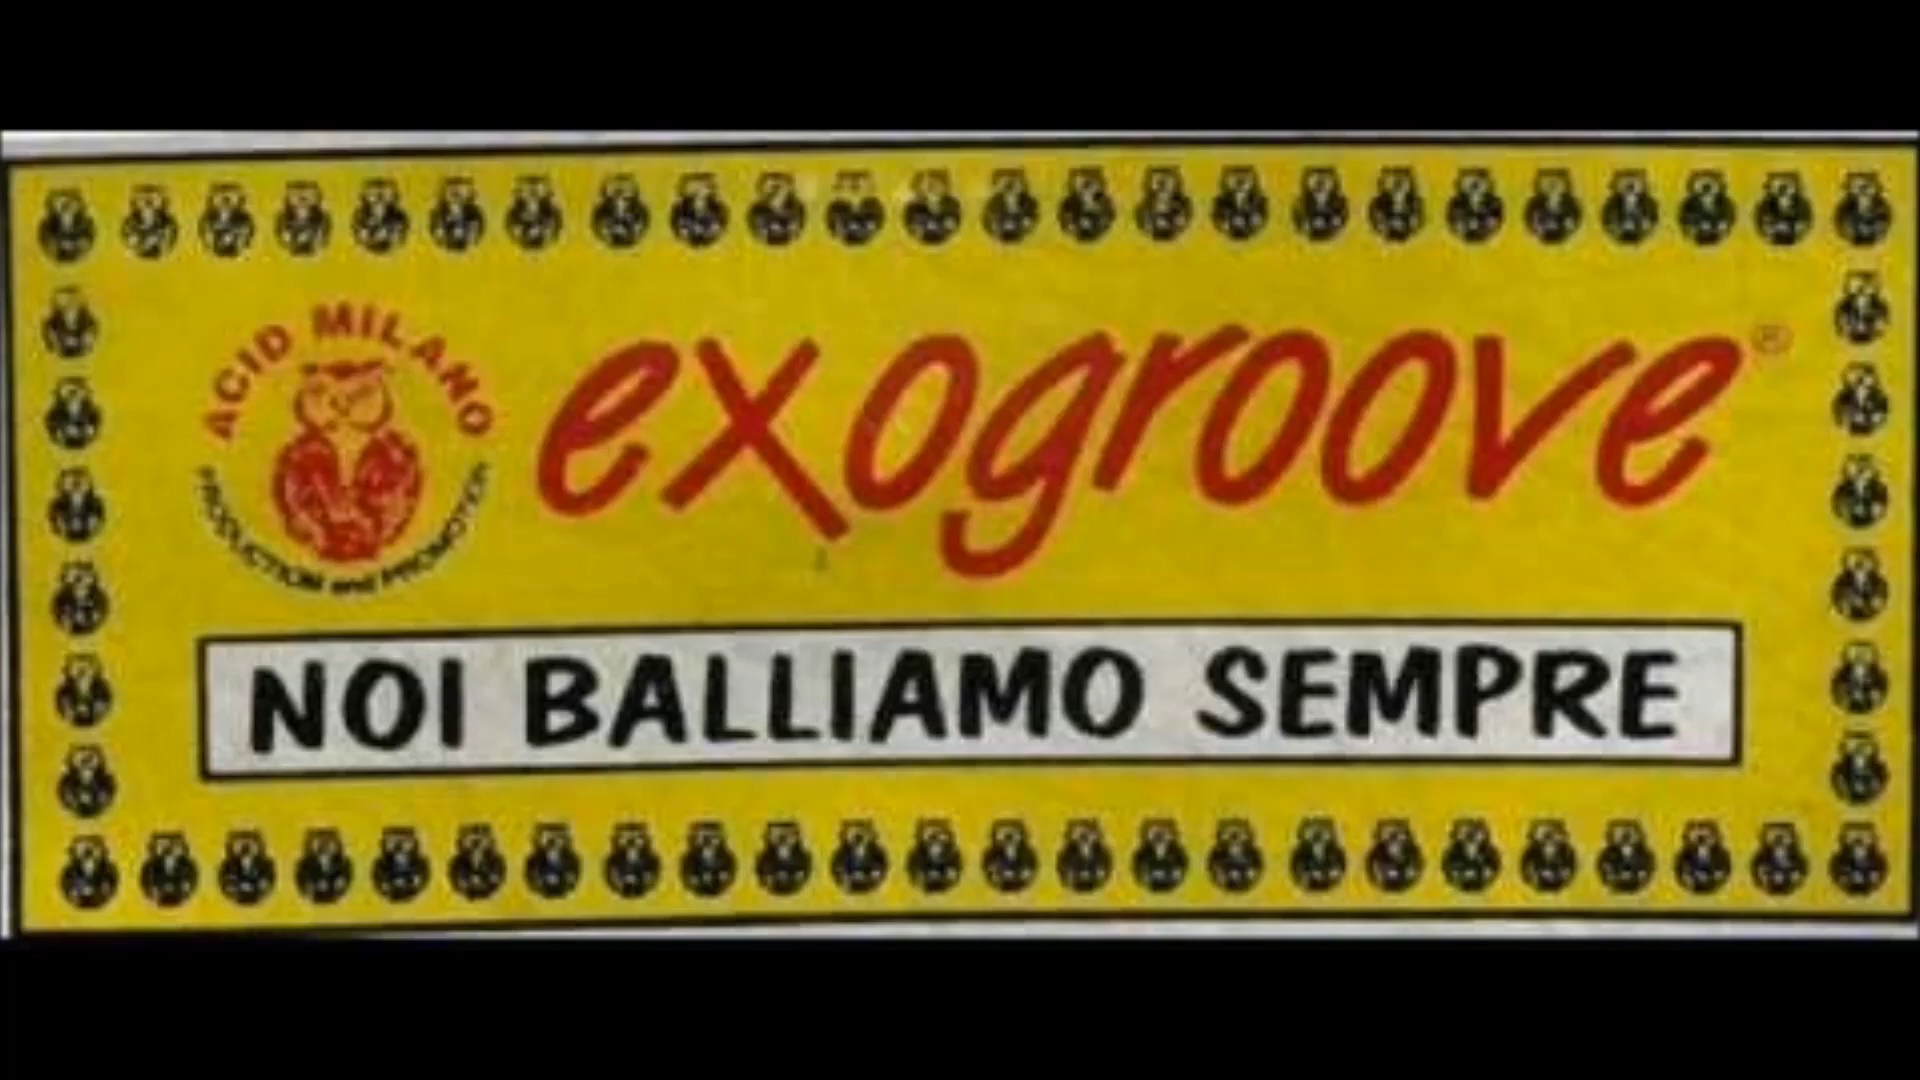 ACID MILANO
exogroove®
PRODUCTION and PROMOTION
NOI BALLIAMO SEMPRE